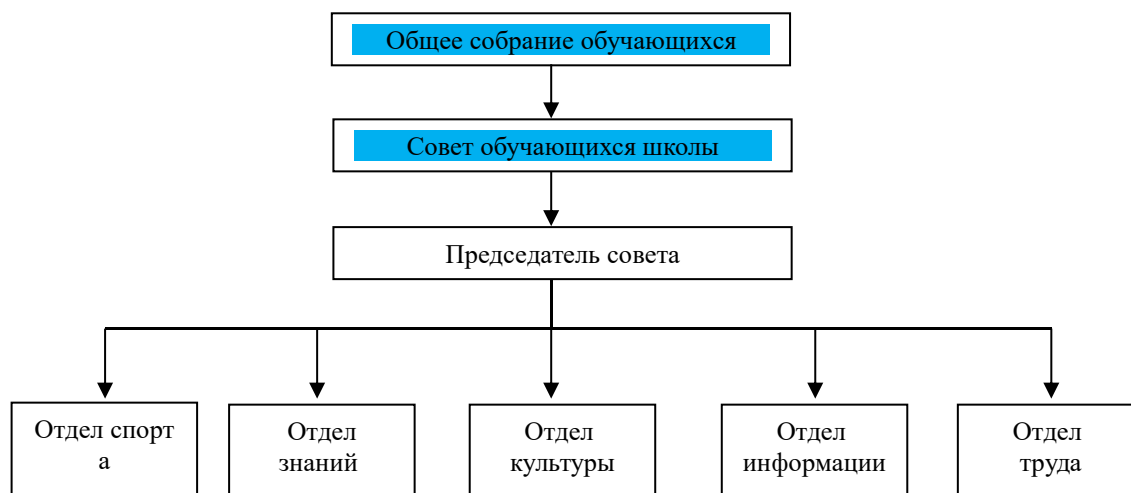 Общее собрание обучающихся
Совет обучающихся школы
Председатель совета
Отдел спорт
а
Отдел
знаний
Отдел
культуры
Отдел
информации
Отдел
труда